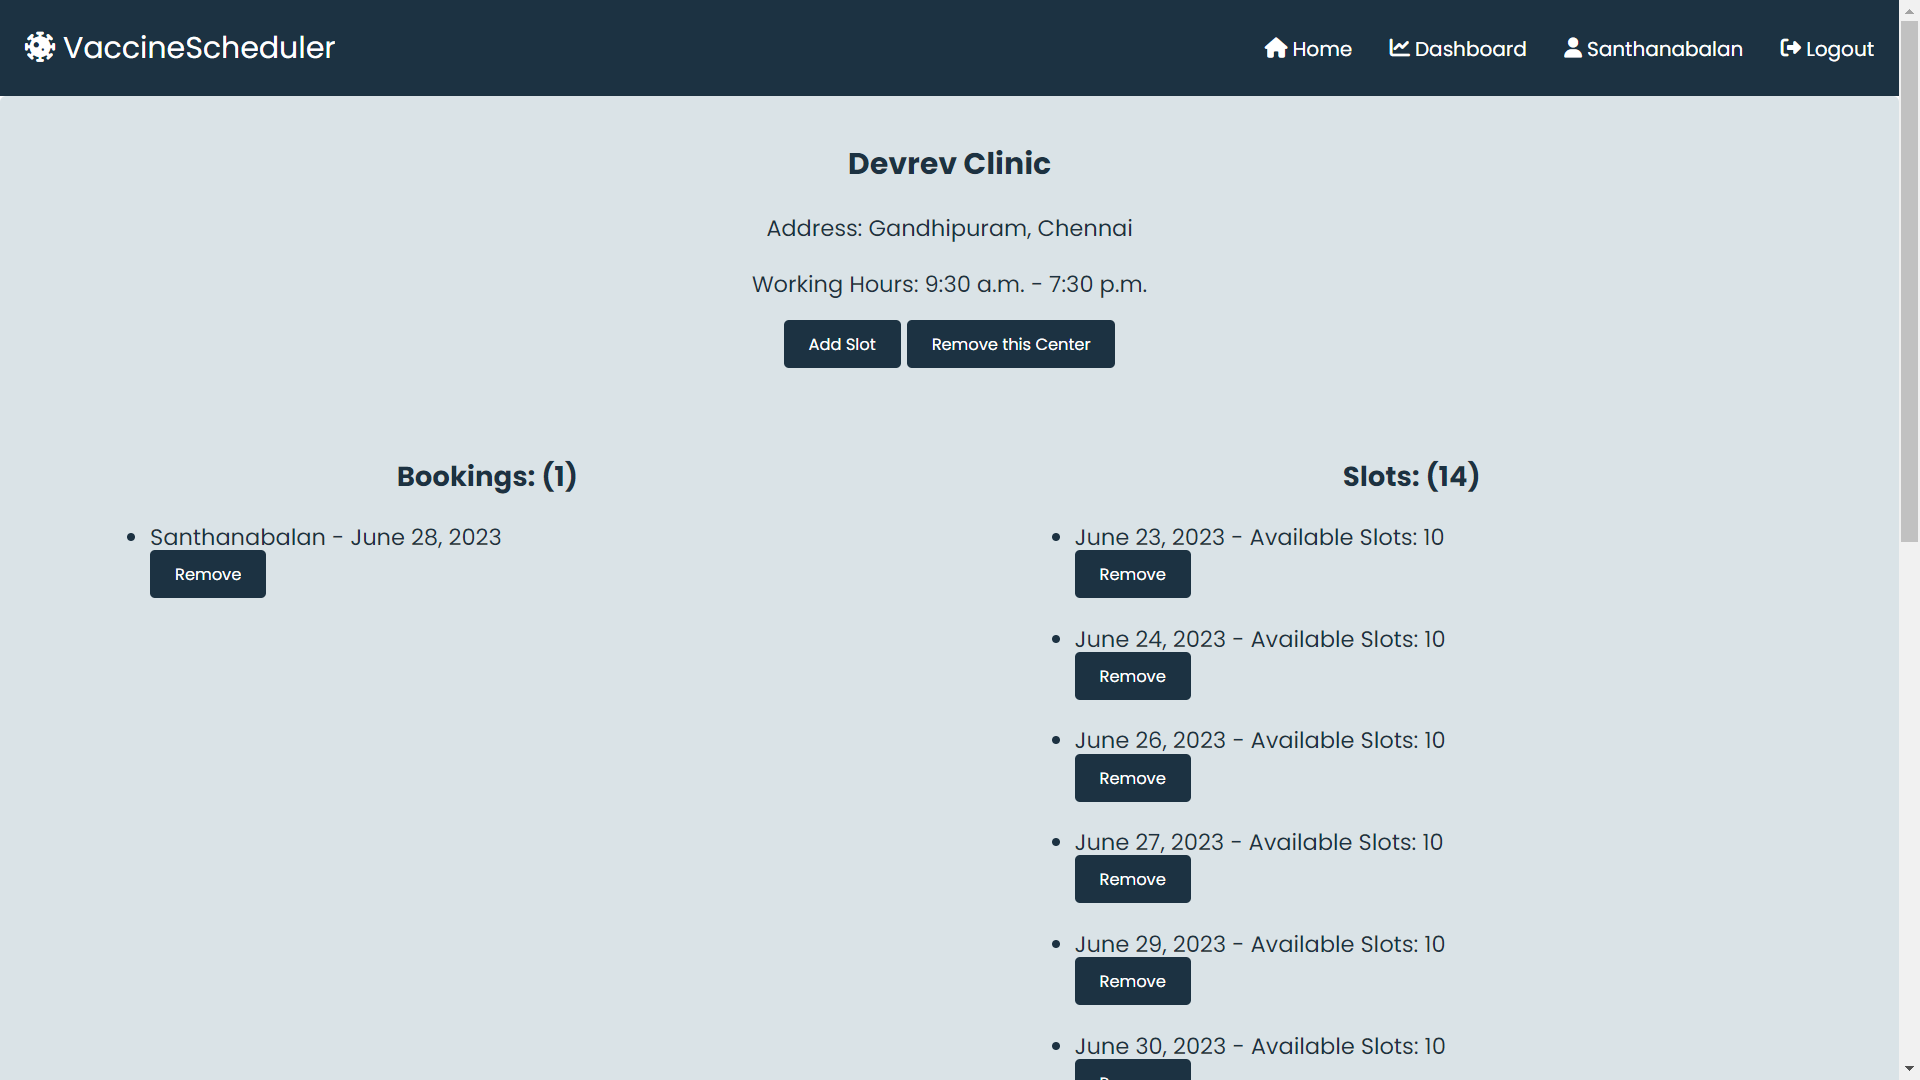 VaccineScheduler
Home
Dashboard
Santhanabalan
Logout
Devrev Clinic
Address: Gandhipuram, Chennai
Working Hours: 9:30 a.m. - 7:30 p.m.
Add Slot
Remove this Center
Bookings: (1)
Santhanabalan - June 28, 2023
Remove
Slots: (14)
June 23, 2023 - Available Slots: 10
Remove
June 24, 2023 - Available Slots: 10
Remove
June 26, 2023 - Available Slots: 10
Remove
June 27, 2023 - Available Slots: 10
Remove
June 29, 2023 - Available Slots: 10
Remove
June 30, 2023 - Available Slots: 10